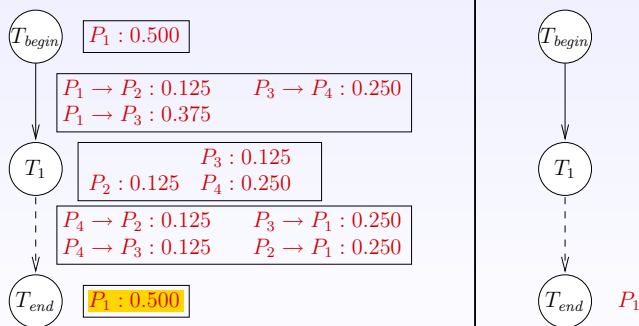 T_begin P_1 : 0.500 T_begin
P_1 → P_2 : 0.125 P_3 → P_4 : 0.250
P_1 → P_3 : 0.375
T_1 P_3 : 0.125 T_1
P_2 : 0.125 P_4 : 0.250
P_4 → P_2 : 0.125 P_3 → P_1 : 0.250
P_4 → P_3 : 0.125 P_2 → P_1 : 0.250
T_end P_1 : 0.500 T_end P_1